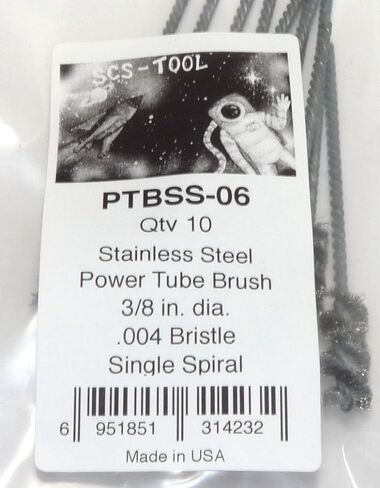 SCS-TOOL
PTBSS-06
Qty 10
Stainless Steel
Power Tube Brush
3/8 in. dia.
.004 Bristle
Single Spiral
6 951851 314232
Made in USA